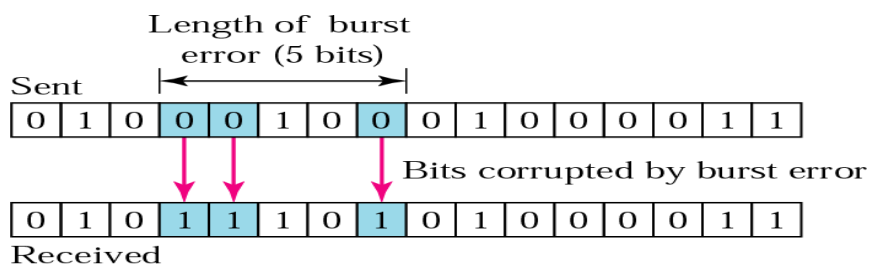 Length of burst
error (5 bits)
Sent
0 1 0 0 0 1 0 0 0 1 0 0 0 0 1 1
Bits corrupted by burst error
0 1 0 1 1 1 0 1 0 1 0 0 0 0 1 1
Received